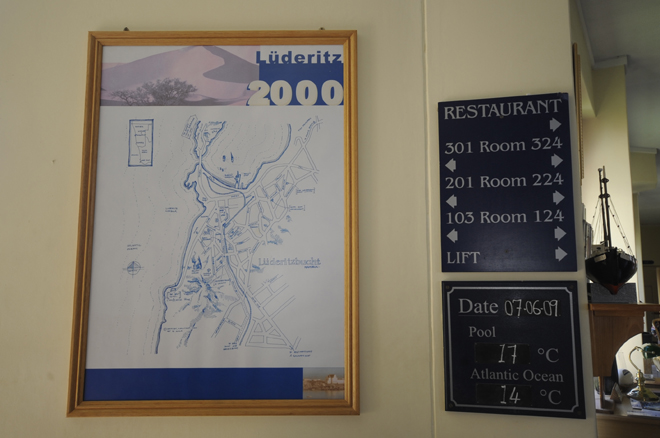 Lüderitz
2000
Lüderitzbucht
RESTAURANT
301 Room 324
201 Room 224
103 Room 124
LIFT
Date 07-06-09
Pool
17 °C
Atlantic Ocean
14 °C